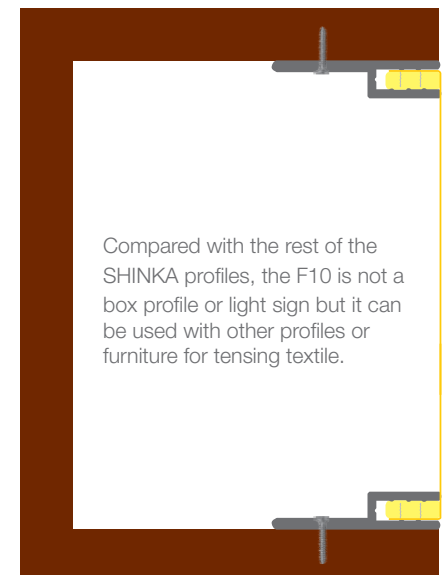 Compared with the rest of the
SHINKA profiles, the F10 is not a
box profile or light sign but it can
be used with other profiles or
furniture for tensing textile.